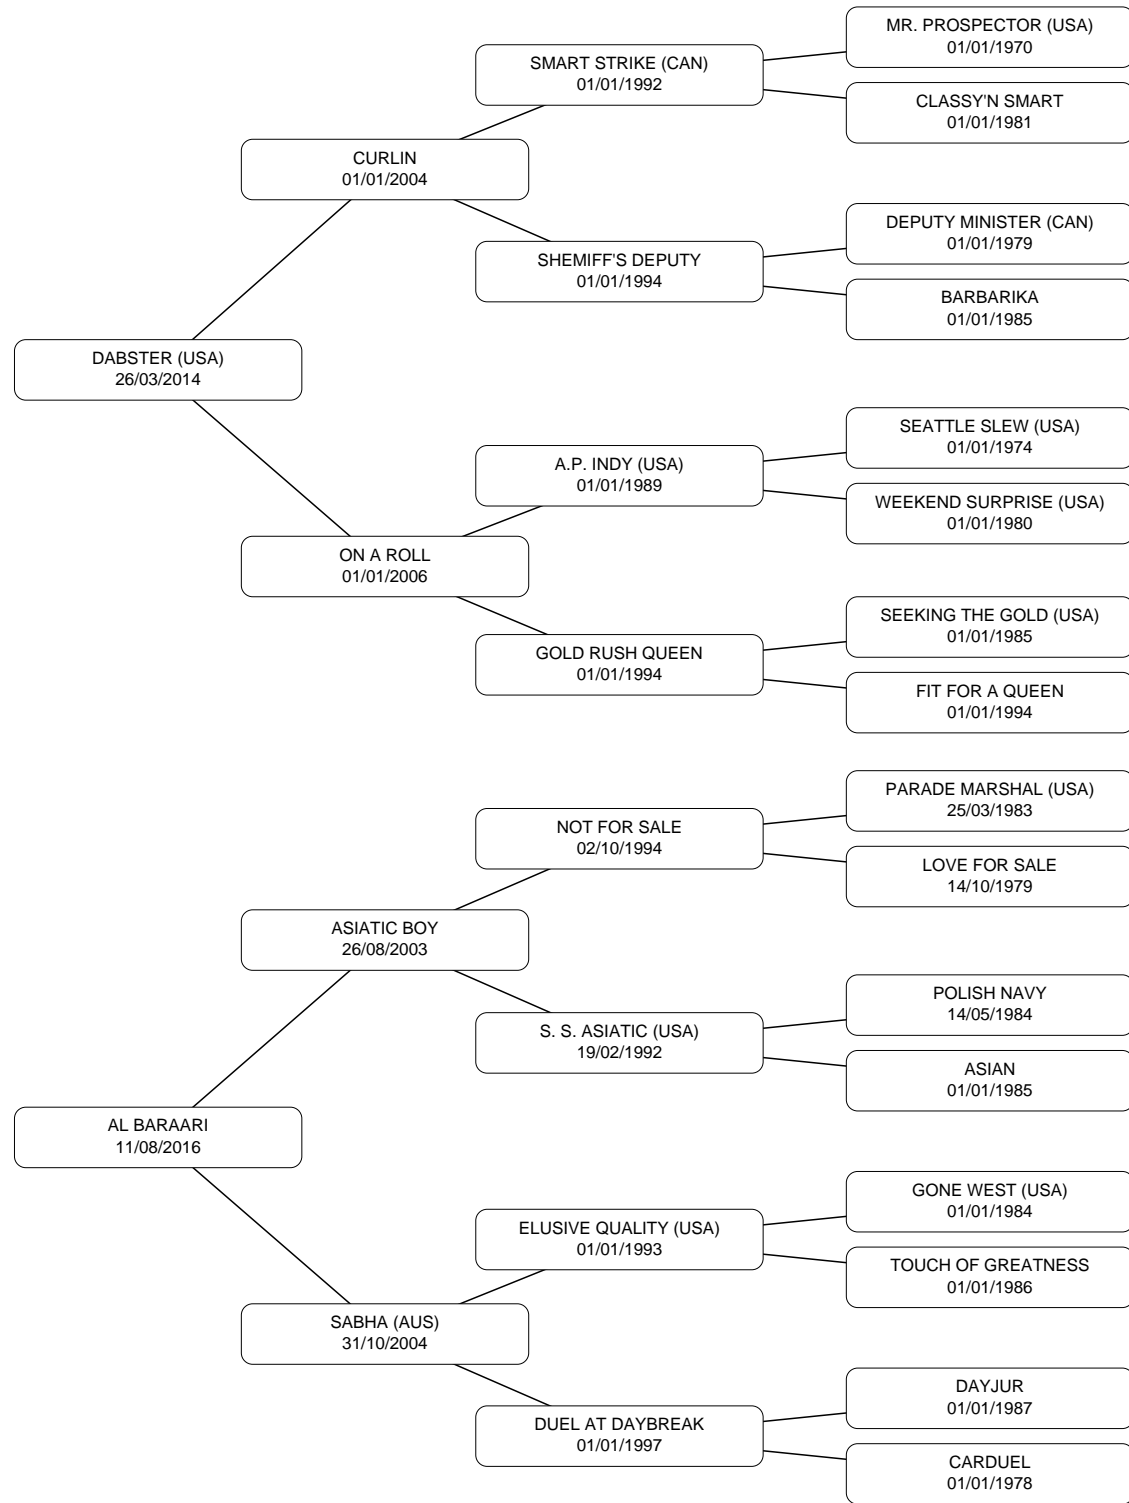 MR. PROSPECTOR (USA)
01/01/1970
SMART STRIKE (CAN)
01/01/1992
CLASSY'N SMART
01/01/1981
CURLIN
01/01/2004
DEPUTY MINISTER (CAN)
01/01/1979
SHEMIFF'S DEPUTY
01/01/1994
BARBARIKA
01/01/1985
DABSTER (USA)
26/03/2014
SEATTLE SLEW (USA)
01/01/1974
A.P. INDY (USA)
01/01/1989
WEEKEND SURPRISE (USA)
01/01/1980
ON A ROLL
01/01/2006
SEEKING THE GOLD (USA)
01/01/1985
GOLD RUSH QUEEN
01/01/1994
FIT FOR A QUEEN
01/01/1994
PARADE MARSHAL (USA)
25/03/1983
NOT FOR SALE
02/10/1994
LOVE FOR SALE
14/10/1979
ASIATIC BOY
26/08/2003
POLISH NAVY
14/05/1984
S. S. ASIATIC (USA)
19/02/1992
ASIAN
01/01/1985
AL BARAARI
11/08/2016
GONE WEST (USA)
01/01/1984
ELUSIVE QUALITY (USA)
01/01/1993
TOUCH OF GREATNESS
01/01/1986
SABHA (AUS)
31/10/2004
DAYJUR
01/01/1987
DUEL AT DAYBREAK
01/01/1997
CARDUEL
01/01/1978